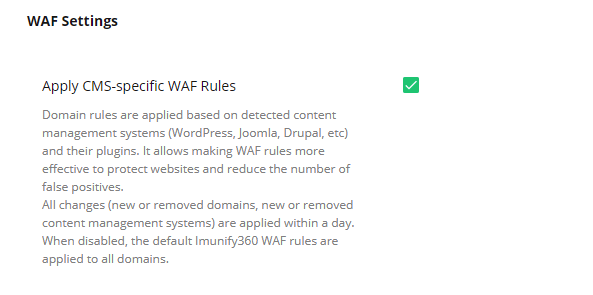 WAF Settings
Apply CMS-specific WAF Rules
Domain rules are applied based on detected content
management systems (WordPress, Joomla, Drupal, etc)
and their plugins. It allows making WAF rules more
effective to protect websites and reduce the number of
false positives.
All changes (new or removed domains, new or removed
content management systems) are applied within a day.
When disabled, the default Imunify360 WAF rules are
applied to all domains.